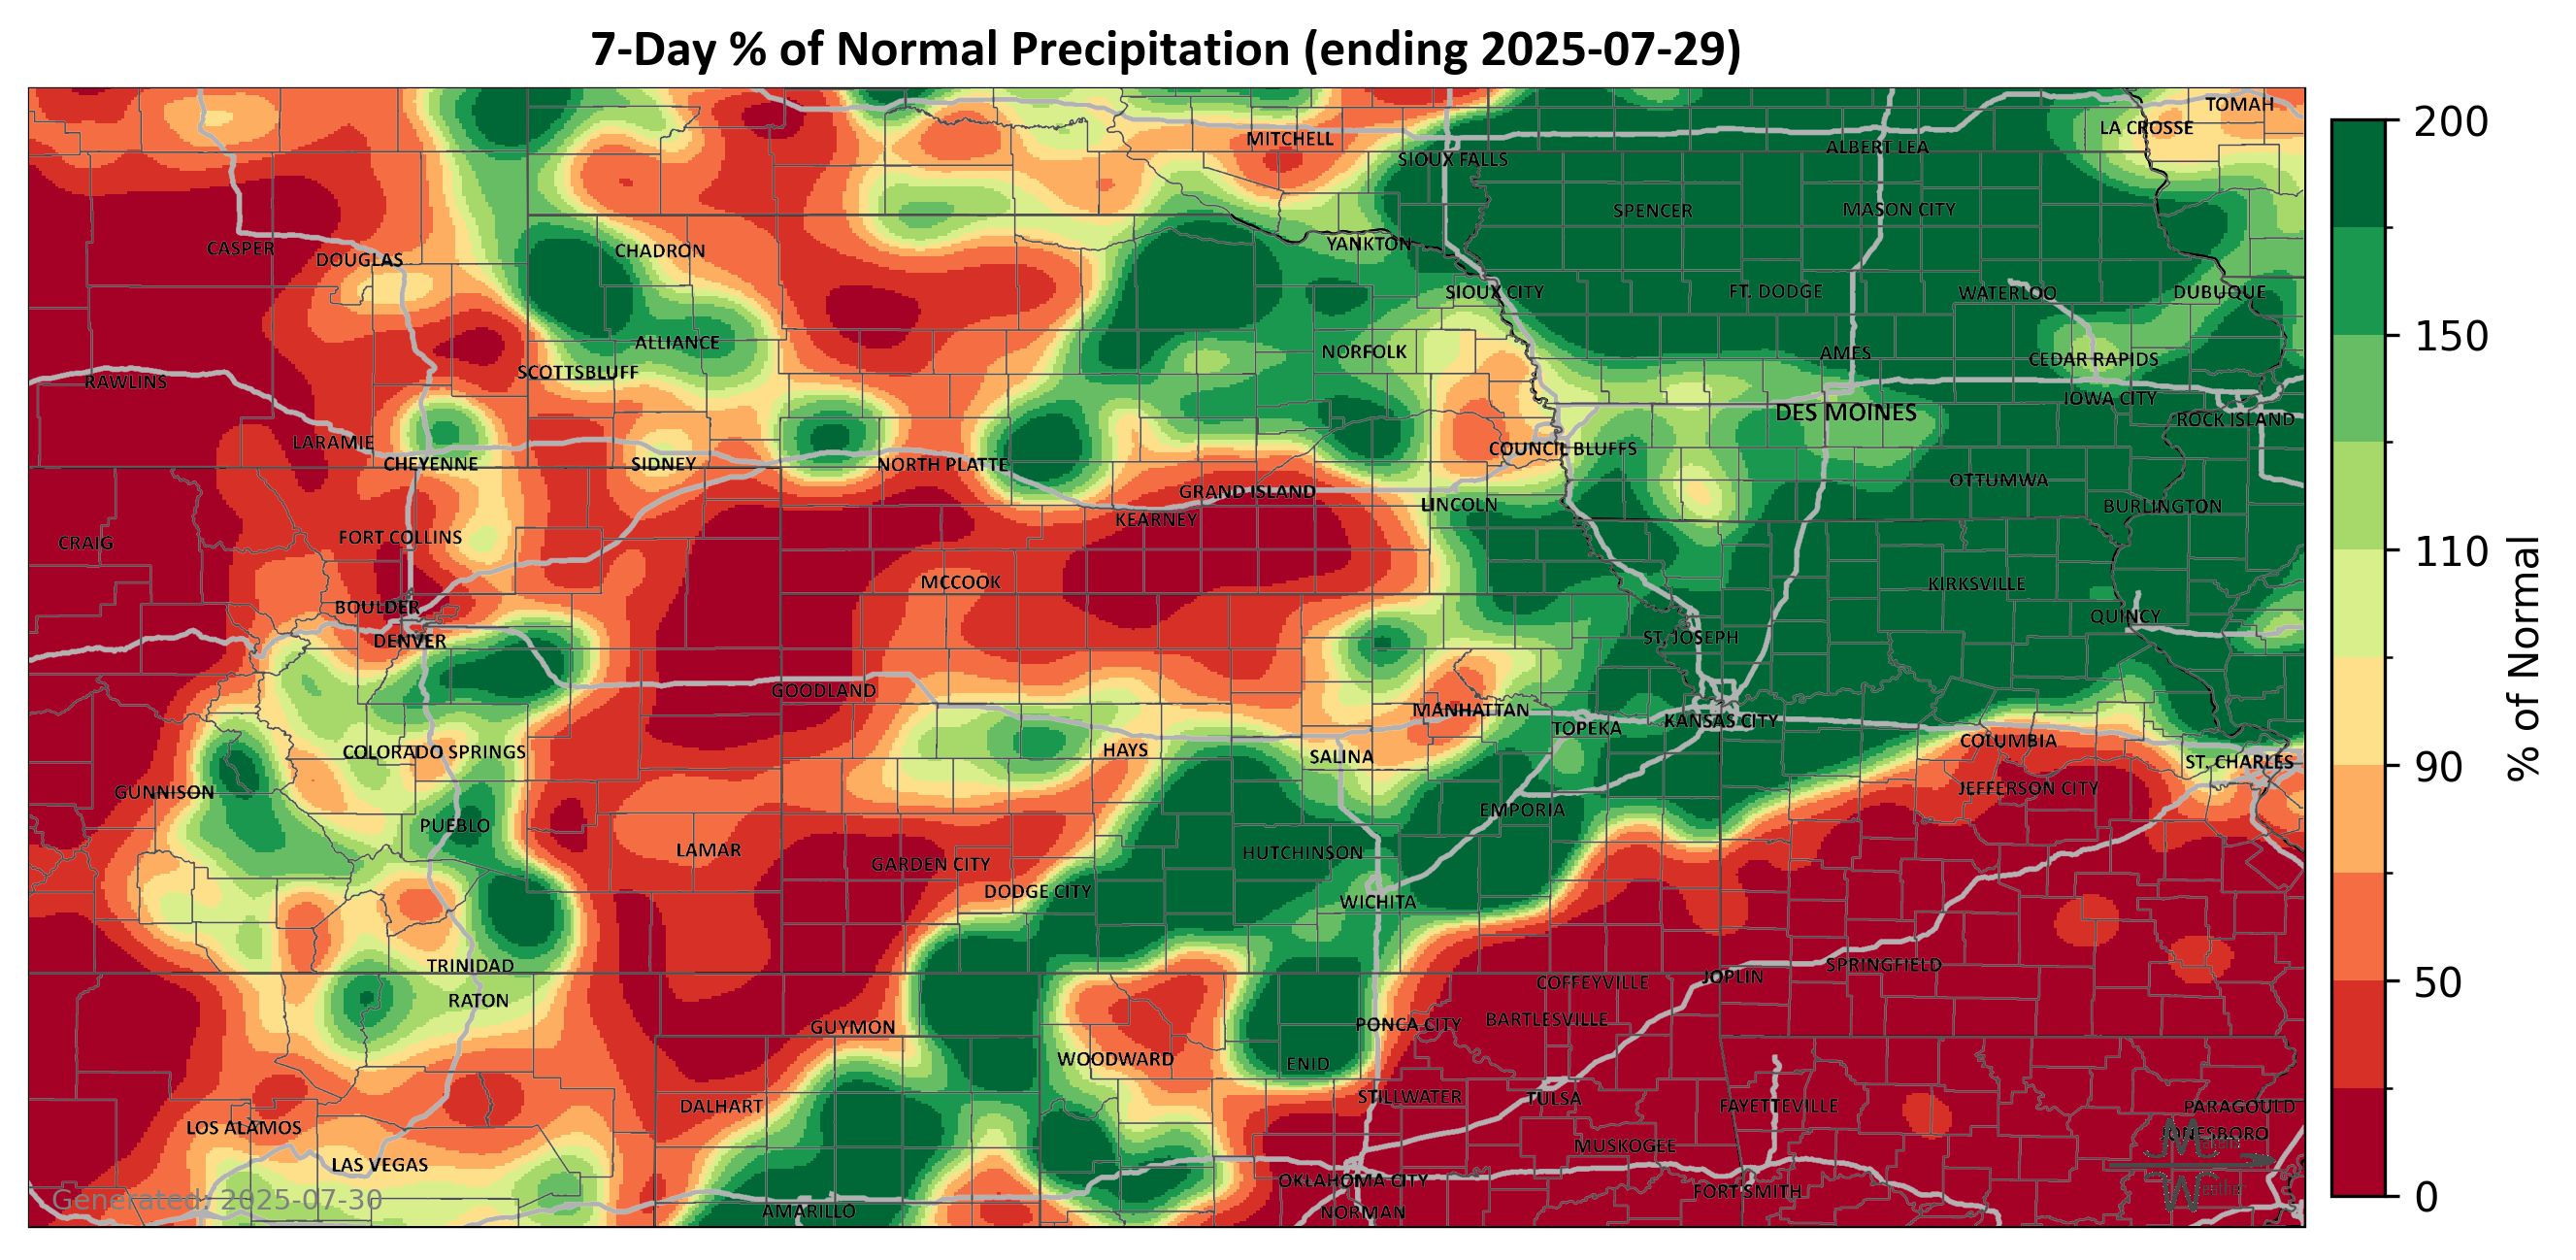 7-Day % of Normal Precipitation (ending 2025-07-29)
TOMAH
LA CROSSE
MITCHELL
ALBERT LEA
SIOUX FALLS
MASON CITY
SPENCER
YANKTON
CASPER
CHADRON
DOUGLAS
SIOUX CITY
FT. DODGE
WATERLOO
DUBUQUE
ALLIANCE
NORFOLK
AMES
CEDAR RAPIDS
SCOTTSBLUFF
RAWLINS
IOWA CITY
DES MOINES
ROCK ISLAND
LARAMIE
COUNCIL BLUFFS
CHEYENNE
SIDNEY
NORTH PLATTE
OTTUMWA
GRAND ISLAND
LINCOLN
BURLINGTON
KEARNEY
FORT COLLINS
CRAIG
MCCOOK
KIRKSVILLE
BOULDER
QUINCY
DENVER
ST. JOSEPH
GOODLAND
MANHATTAN
KANSAS CITY
TOPEKA
COLUMBIA
COLORADO SPRINGS
HAYS
SALINA
ST. CHARLES
GUNNISON
JEFFERSON CITY
EMPORIA
PUEBLO
LAMAR
HUTCHINSON
GARDEN CITY
DODGE CITY
WICHITA
TRINIDAD
SPRINGFIELD
JOPLIN
COFFEYVILLE
RATON
BARTLESVILLE
PONCA CITY
GUYMON
WOODWARD
ENID
STILLWATER
TULSA
DALHART
FAYETTEVILLE
PARAGOULD
LOS ALAMOS
JONESBORO
MUSKOGEE
LAS VEGAS
OKLAHOMA CITY
FORT SMITH
AMARILLO
NORMAN
Generated: 2025-07-30
200
150
110
90
50
0
% of Normal